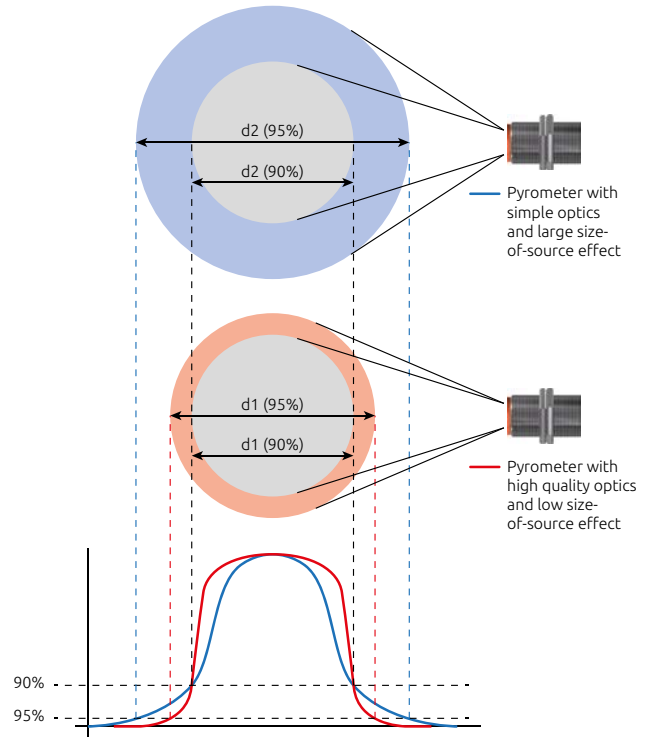 d2 (95%)
d2 (90%)
Pyrometer with
simple optics
and large size-
of-source effect
d1 (95%)
d1 (90%)
Pyrometer with
high quality optics
and low size-
of-source effect
90%
95%